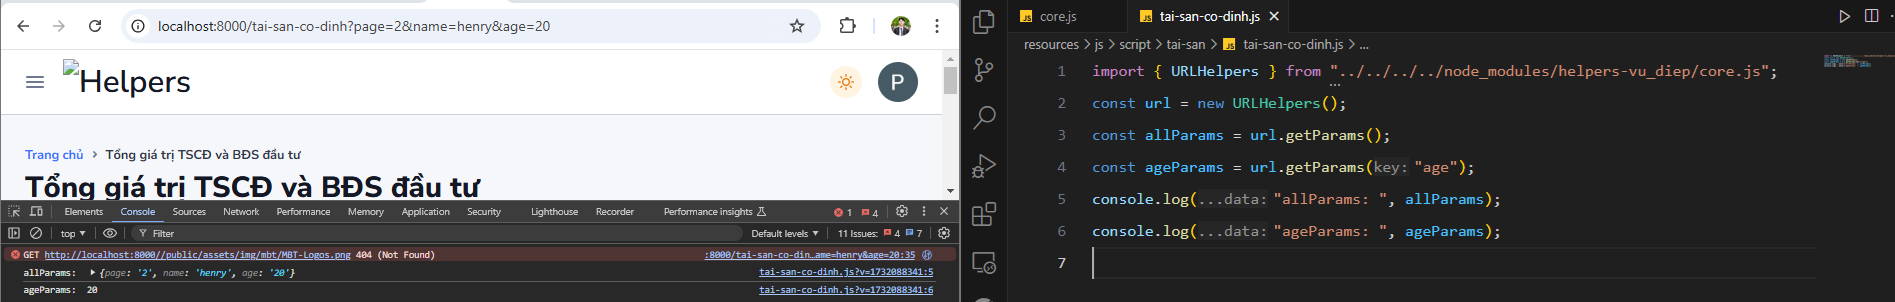 localhost:8000/tai-san-co-dinh?page=2&name=henry&age=20
Helpers
P
Trang chủ > Tổng giá trị TSCĐ và BĐS đầu tư
Tổng giá trị TSCĐ và BĐS đầu tư
Elements Console Sources Network Performance Memory Application Security Lighthouse Recorder Performance insights 1 4
top Filter Default levels 11 Issues: 4 7
GET http://localhost:8000//public/assets/img/mbt/MBT-Logos.png 404 (Not Found) :8000/tai-san-co-din…ame=henry&age=20:35
allParams: {page: '2', name: 'henry', age: '20'} tai-san-co-dinh.js?v=1732088341:5
ageParams: 20 tai-san-co-dinh.js?v=1732088341:6
JS core.js JS tai-san-co-dinh.js
resources > js > script > tai-san > JS tai-san-co-dinh.js > ...
1 import { URLHelpers } from "../../../../node_modules/helpers-vu_diep/core.js";
2 const url = new URLHelpers();
3 const allParams = url.getParams();
4 const ageParams = url.getParams(key: "age");
5 console.log(...data: "allParams: ", allParams);
6 console.log(...data: "ageParams: ", ageParams);
7